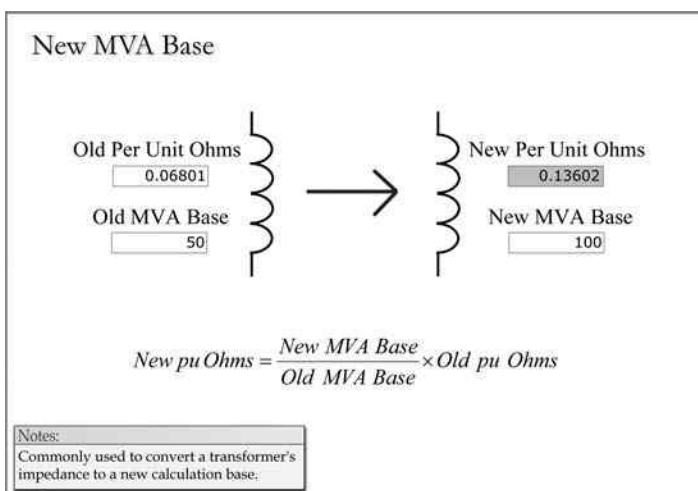 New MVA Base
Old Per Unit Ohms
0.06801
Old MVA Base
50
New Per Unit Ohms
0.13602
New MVA Base
100
New pu Ohms = New MVA Base / Old MVA Base × Old pu Ohms
Notes:
Commonly used to convert a transformer's
impedance to a new calculation base.